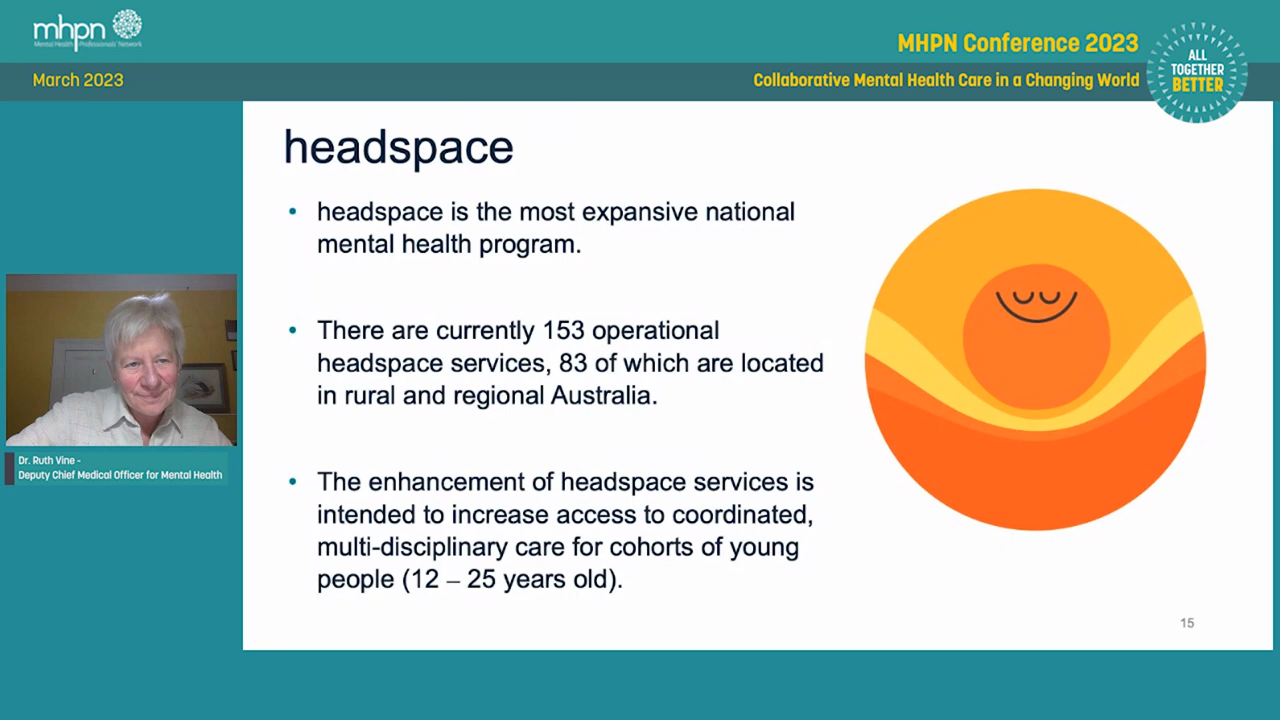 mhpn
Mental Health Professionals' Network
MHPN Conference 2023
March 2023
Collaborative Mental Health Care in a Changing World
ALL
TOGETHER
BETTER
headspace
• headspace is the most expansive national
mental health program.
• There are currently 153 operational
headspace services, 83 of which are located
in rural and regional Australia.
• The enhancement of headspace services is
intended to increase access to coordinated,
multi-disciplinary care for cohorts of young
people (12 – 25 years old).
Dr. Ruth Vine -
Deputy Chief Medical Officer for Mental Health
15